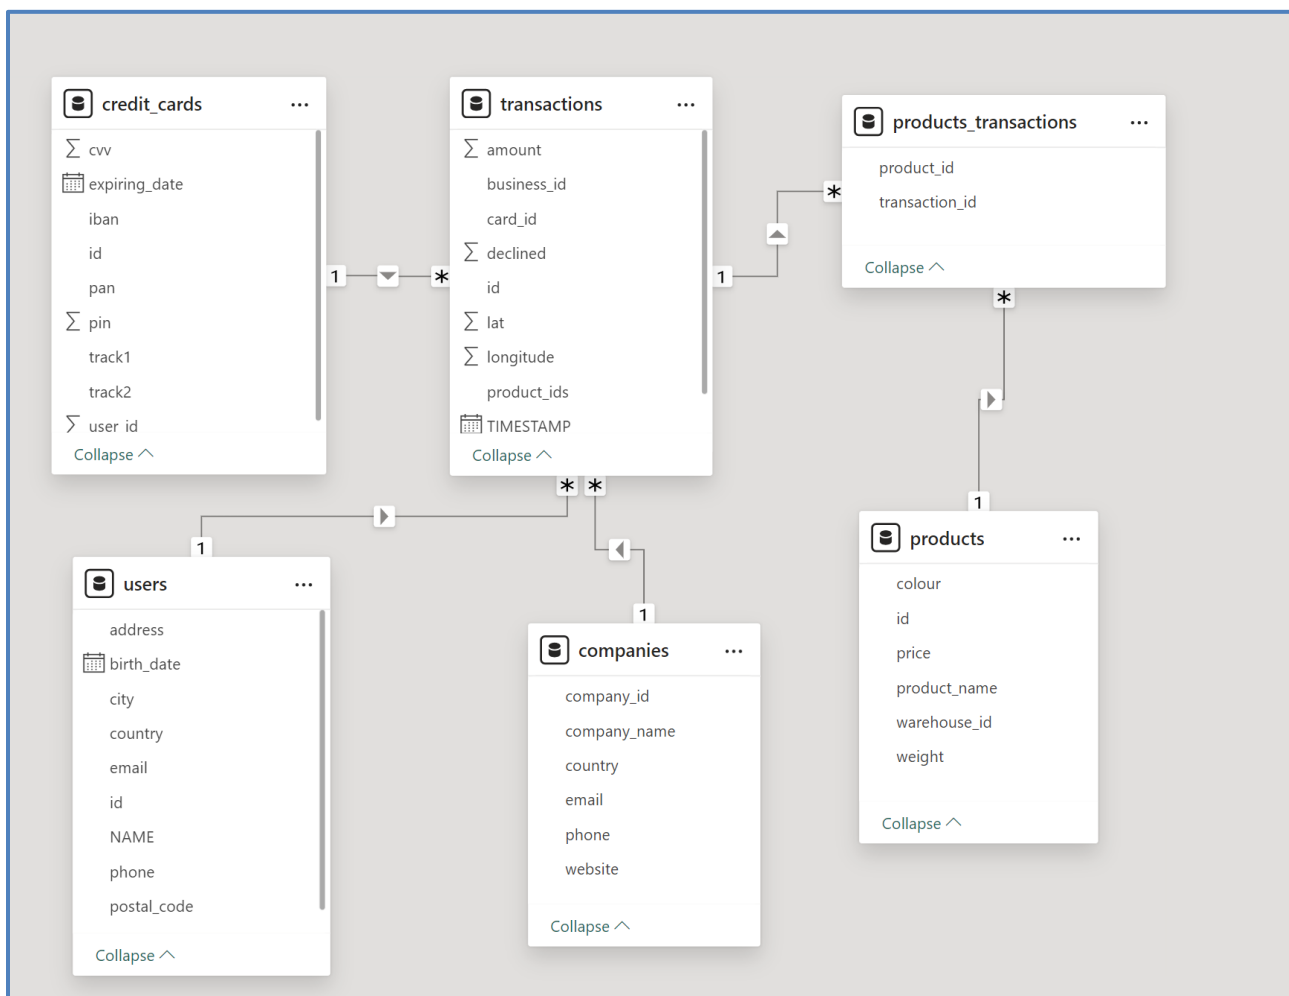 credit_cards
cvv
expiring_date
iban
id
pan
pin
track1
track2
user_id
Collapse
transactions
amount
business_id
card_id
declined
id
lat
longitude
product_ids
TIMESTAMP
Collapse
products_transactions
product_id
transaction_id
Collapse
1
*
1
*
*
1
*
*
1
1
users
address
birth_date
city
country
email
id
NAME
phone
postal_code
Collapse
companies
company_id
company_name
country
email
phone
website
Collapse
products
colour
id
price
product_name
warehouse_id
weight
Collapse